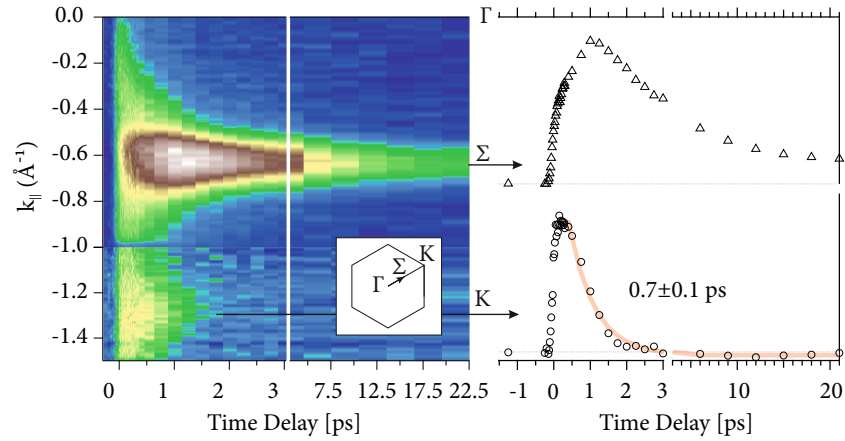 k|| (Å⁻¹)
0.0
-0.2
-0.4
-0.6
-0.8
-1.0
-1.2
-1.4
Γ
Σ
K
K
Σ
Γ
0 1 2 3 7.5 12.5 17.5 22.5
Time Delay [ps]
0.7±0.1 ps
-1 0 1 2 3 10 20
Time Delay [ps]